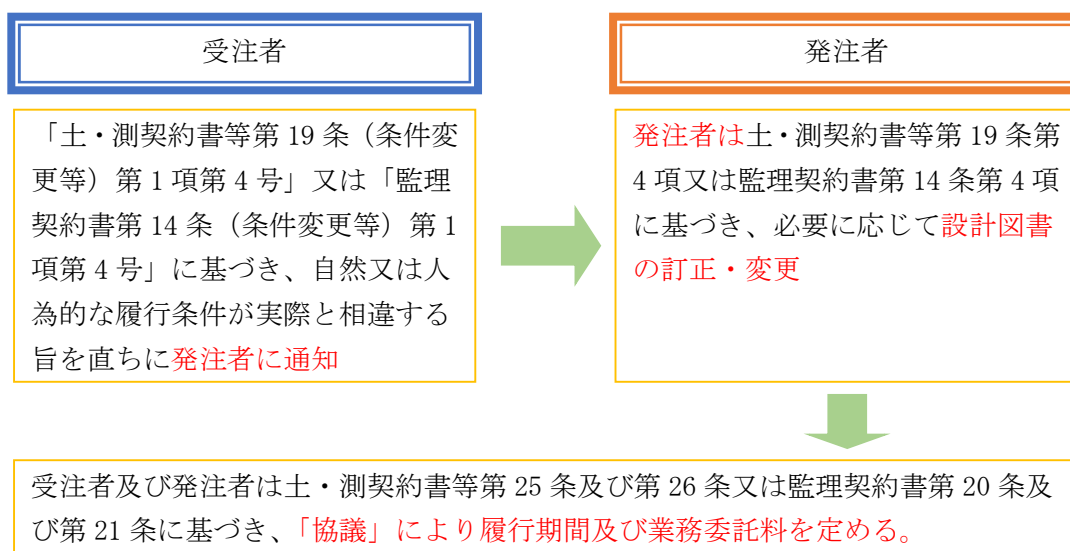 受注者
「土・測契約書等第 19 条（条件変
更等）第 1 項第 4 号」又は「監理
契約書第 14 条（条件変更等）第 1
項第 4 号」に基づき、自然又は人
為的な履行条件が実際と相違する
旨を直ちに発注者に通知
発注者
発注者は土・測契約書等第 19 条第
4 項又は監理契約書第 14 条第 4 項
に基づき、必要に応じて設計図書
の訂正・変更
受注者及び発注者は土・測契約書等第 25 条及び第 26 条又は監理契約書第 20 条及
び第 21 条に基づき、「協議」により履行期間及び業務委託料を定める。